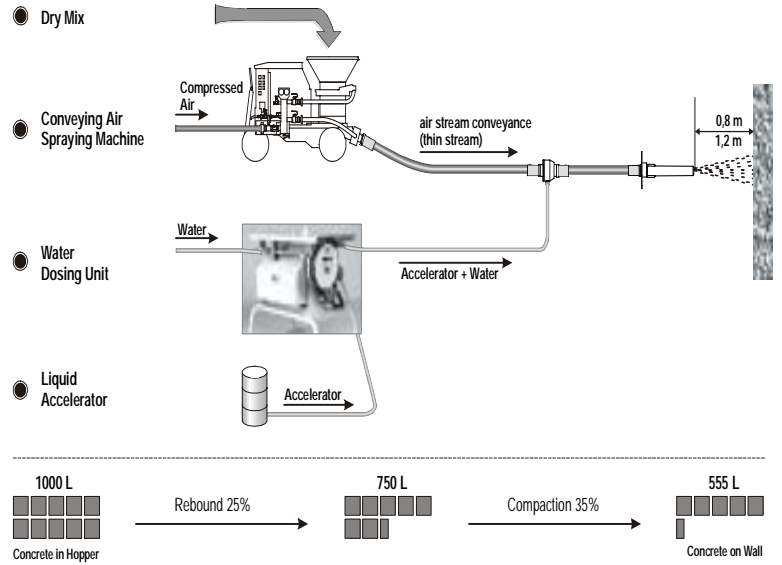 Dry Mix
Compressed
Air
Conveying Air
Spraying Machine
air stream conveyance
(thin stream)
0,8 m
1,2 m
Water
Water
Dosing Unit
Accelerator + Water
Liquid
Accelerator
Accelerator
1000 L
750 L
555 L
Rebound 25%
Compaction 35%
Concrete in Hopper
Concrete on Wall